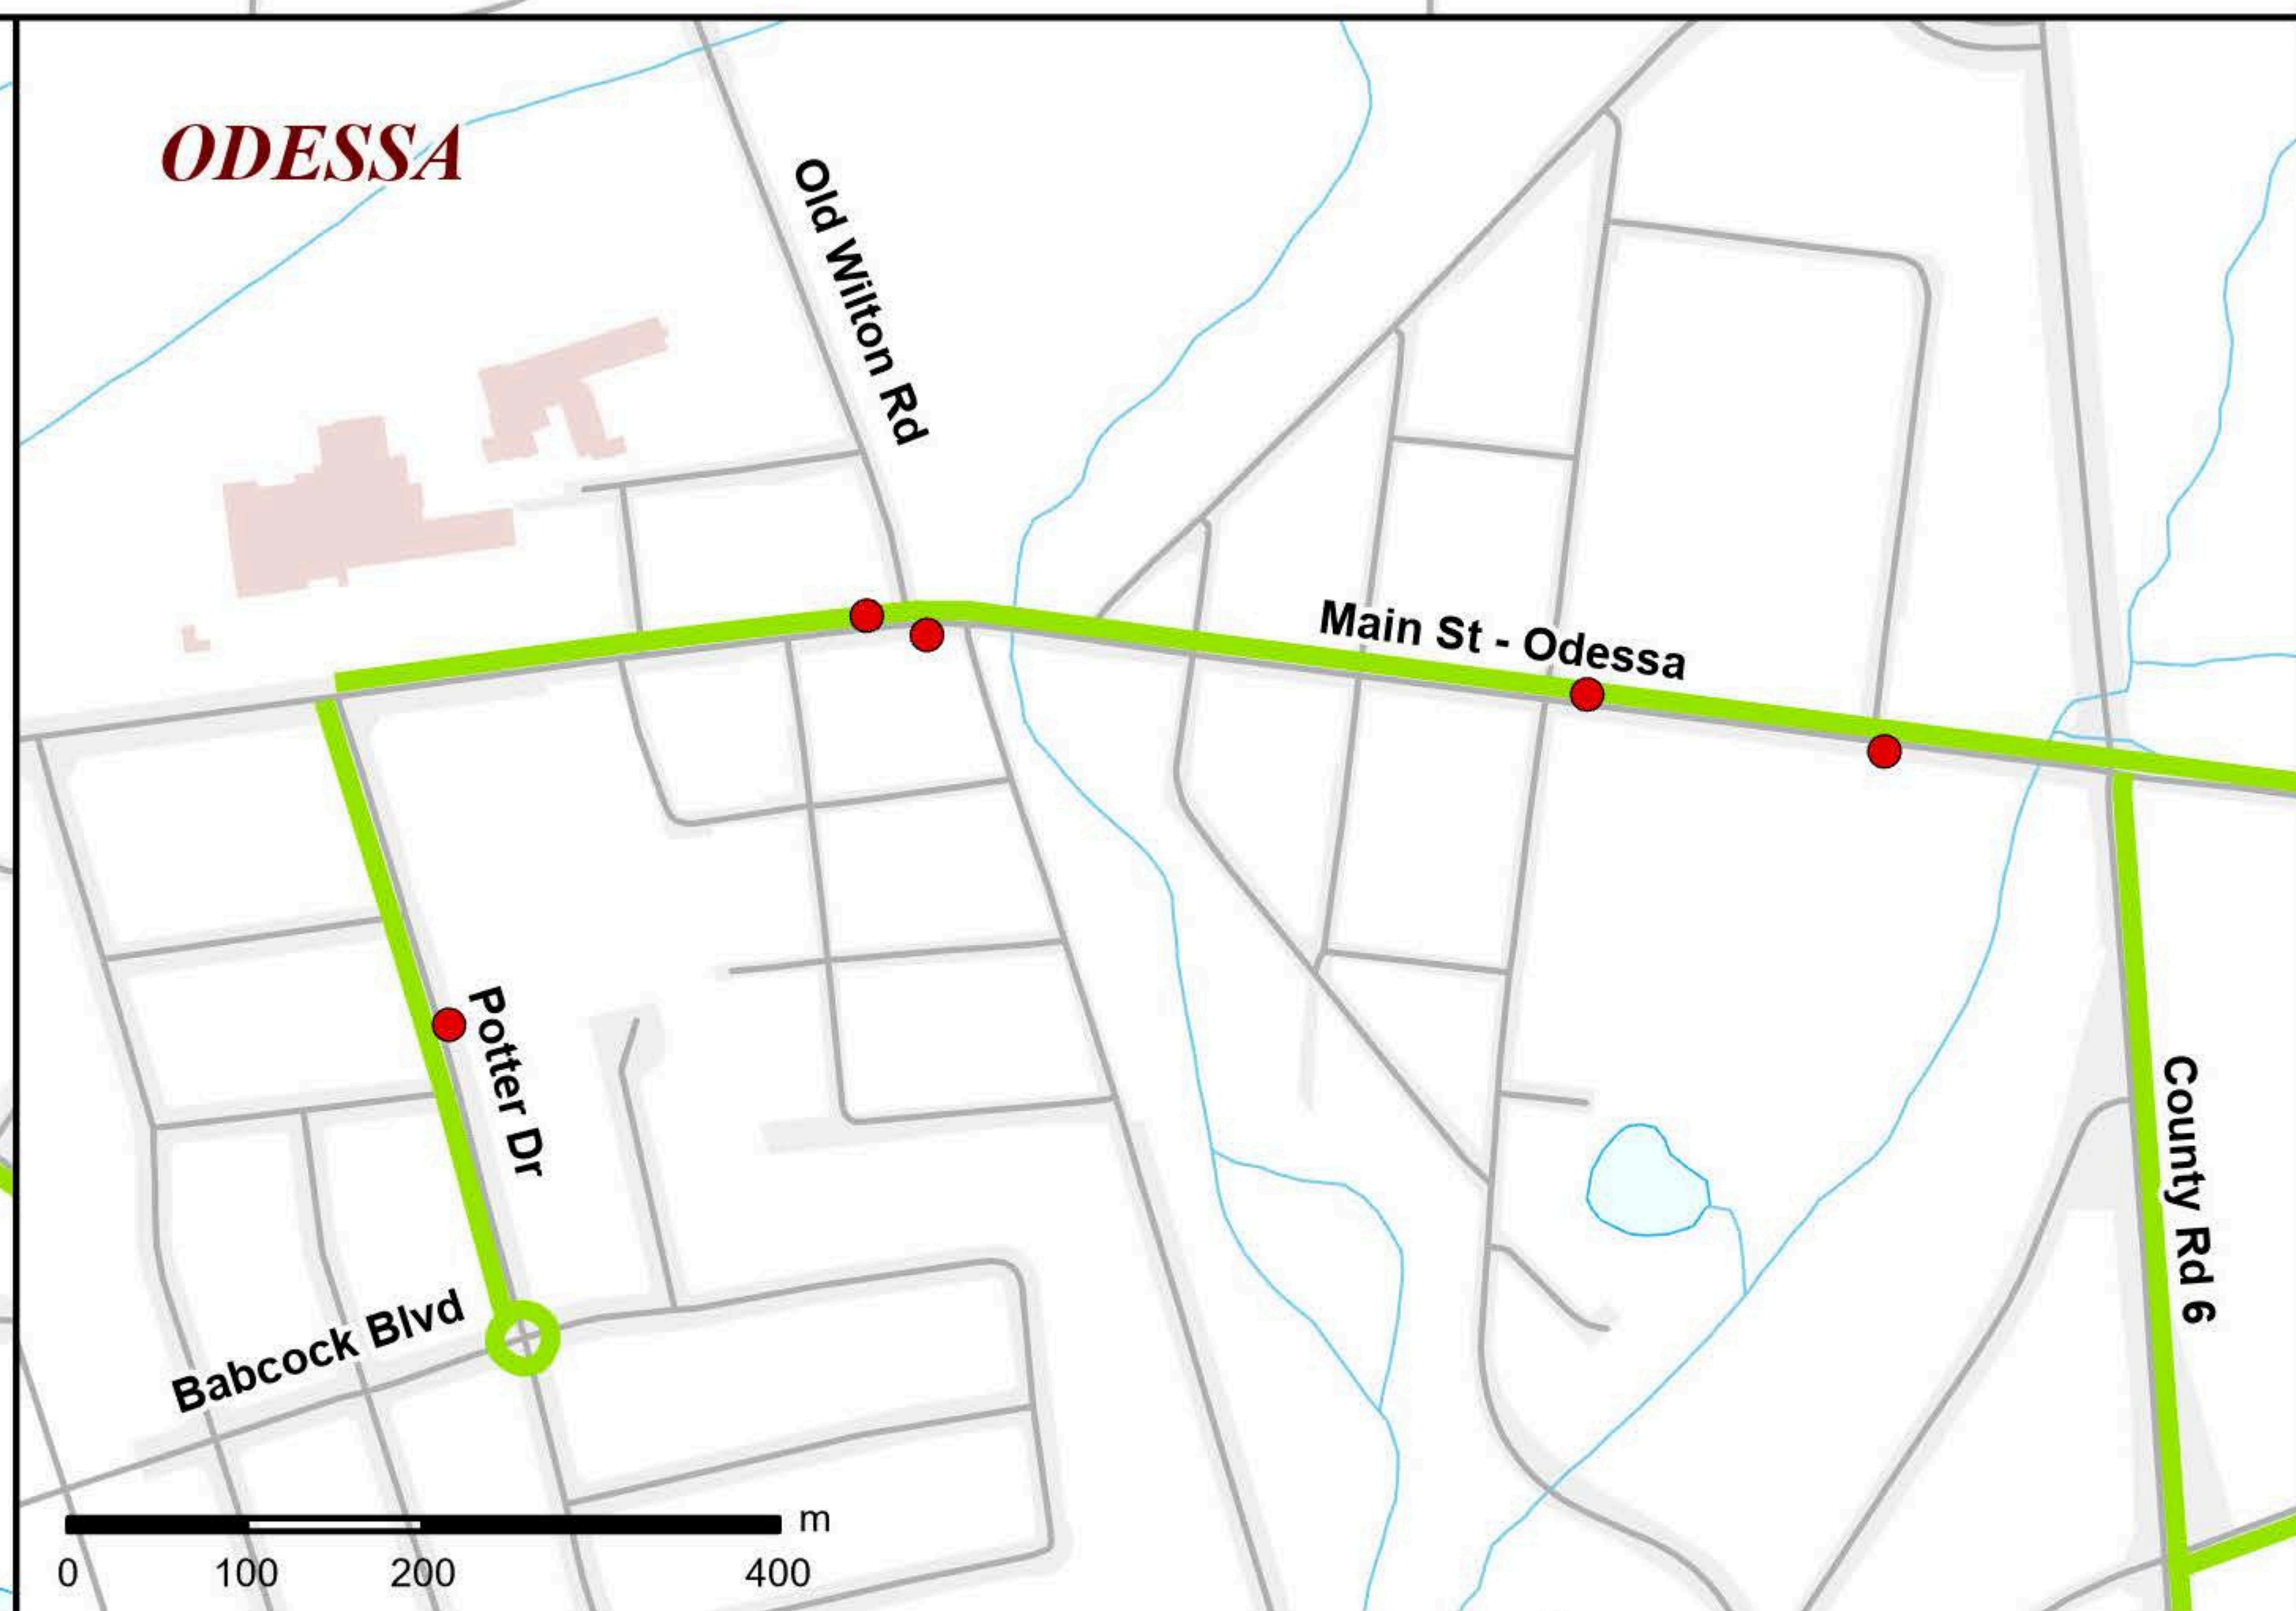 ODESSA
Old Wilton Rd
Main St - Odessa
Potter Dr
County Rd 6
Babcock Blvd
m
0 100 200 400